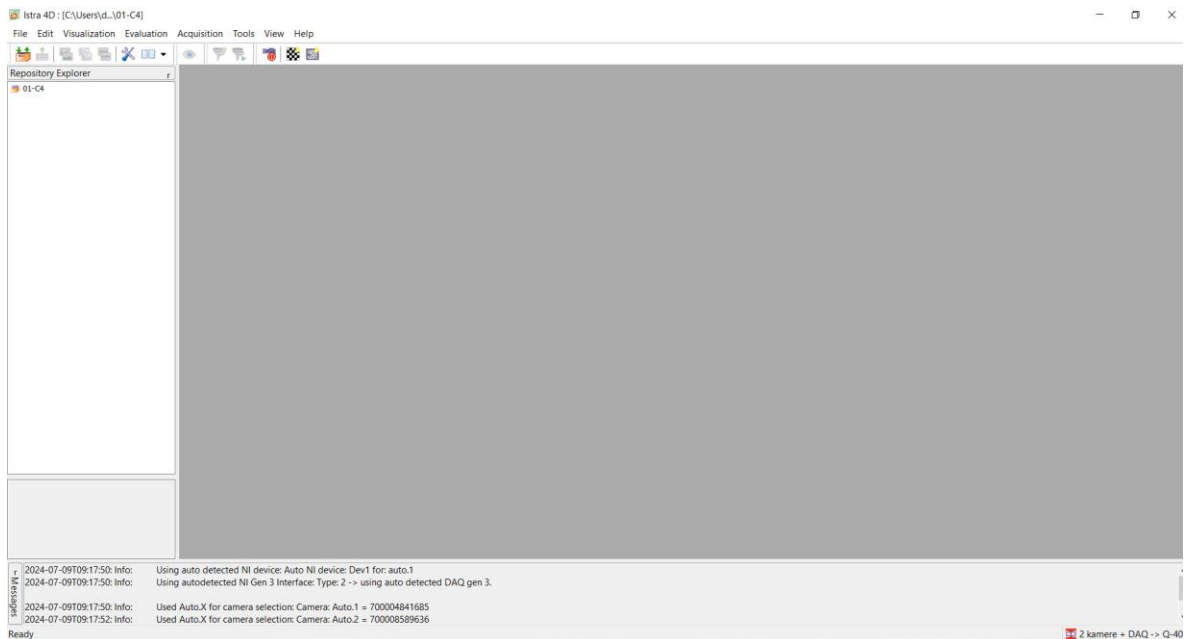 Istra 4D : [C:\Users\d...\01-C4]
File Edit Visualization Evaluation Acquisition Tools View Help
Repository Explorer
01-C4
Messages
2024-07-09T09:17:50: Info: Using auto detected NI device: Auto NI device: Dev1 for: auto.1
2024-07-09T09:17:50: Info: Using autodetected NI Gen 3 Interface: Type: 2 -> using auto detected DAQ gen 3.
2024-07-09T09:17:50: Info: Used Auto.X for camera selection: Camera: Auto.1 = 700004841685
2024-07-09T09:17:52: Info: Used Auto.X for camera selection: Camera: Auto.2 = 700008589636
Ready 2 kamere + DAQ -> Q-40